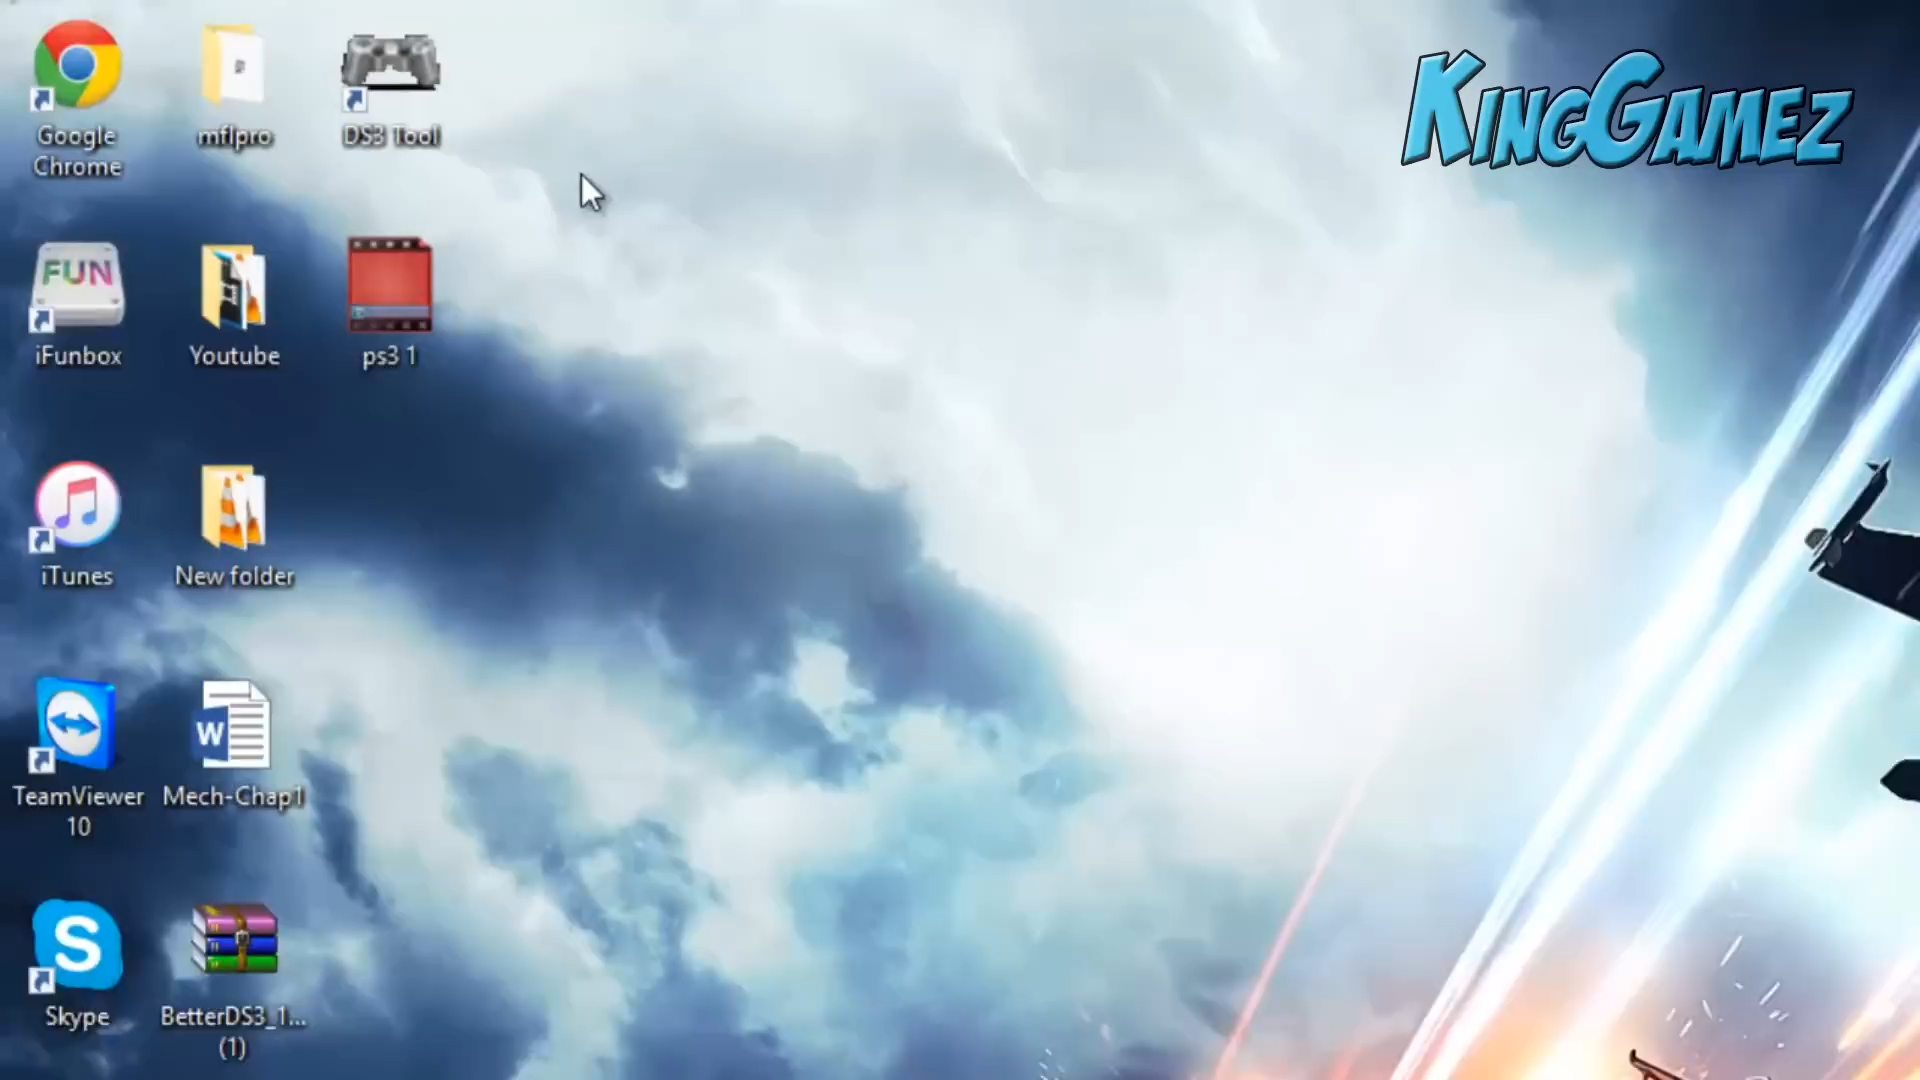 KingGamez
Google
Chrome
mflpro
DS3 Tool
FUN
iFunbox
Youtube
ps3 1
iTunes
New folder
TeamViewer
10
W
Mech-Chap1
S
Skype
BetterDS3_1...
(1)